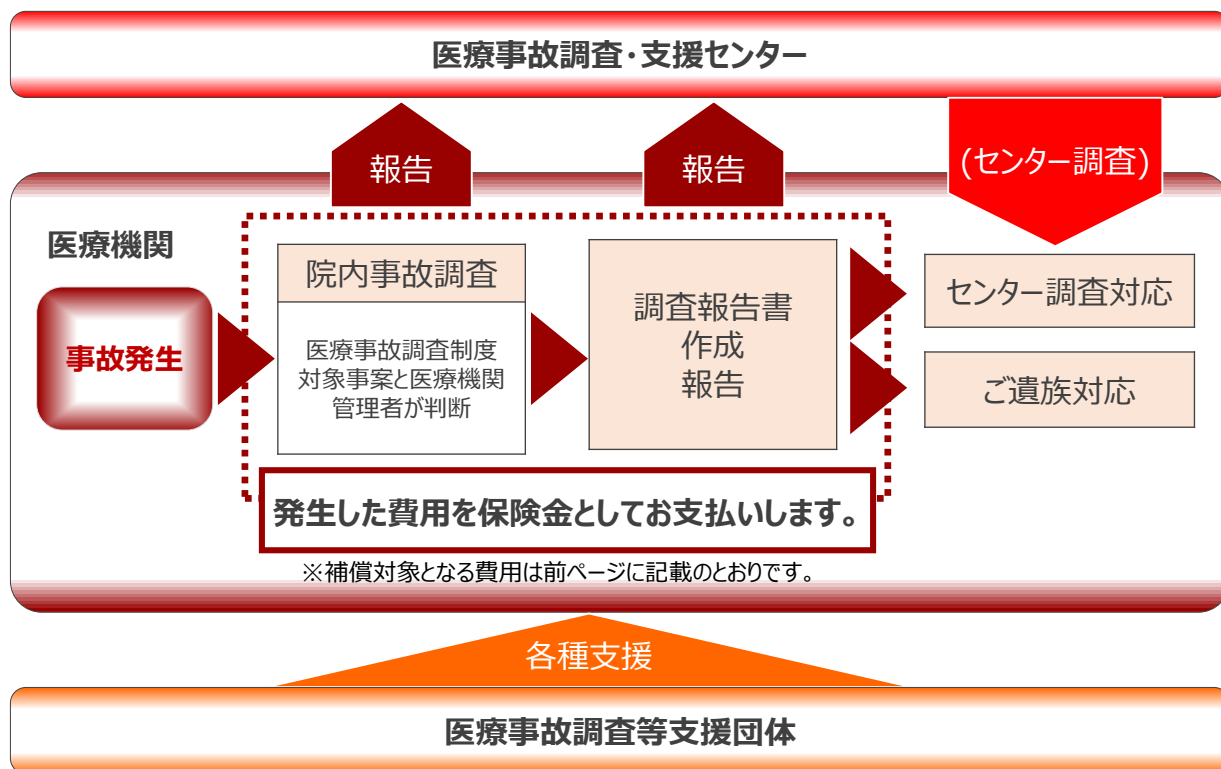 医療事故調査・支援センター
報告
報告
(センター調査)
医療機関
事故発生
院内事故調査
医療事故調査制度
対象事案と医療機関
管理者が判断
調査報告書
作成
報告
センター調査対応
ご遺族対応
発生した費用を保険金としてお支払いします。
※補償対象となる費用は前ページに記載のとおりです。
各種支援
医療事故調査等支援団体